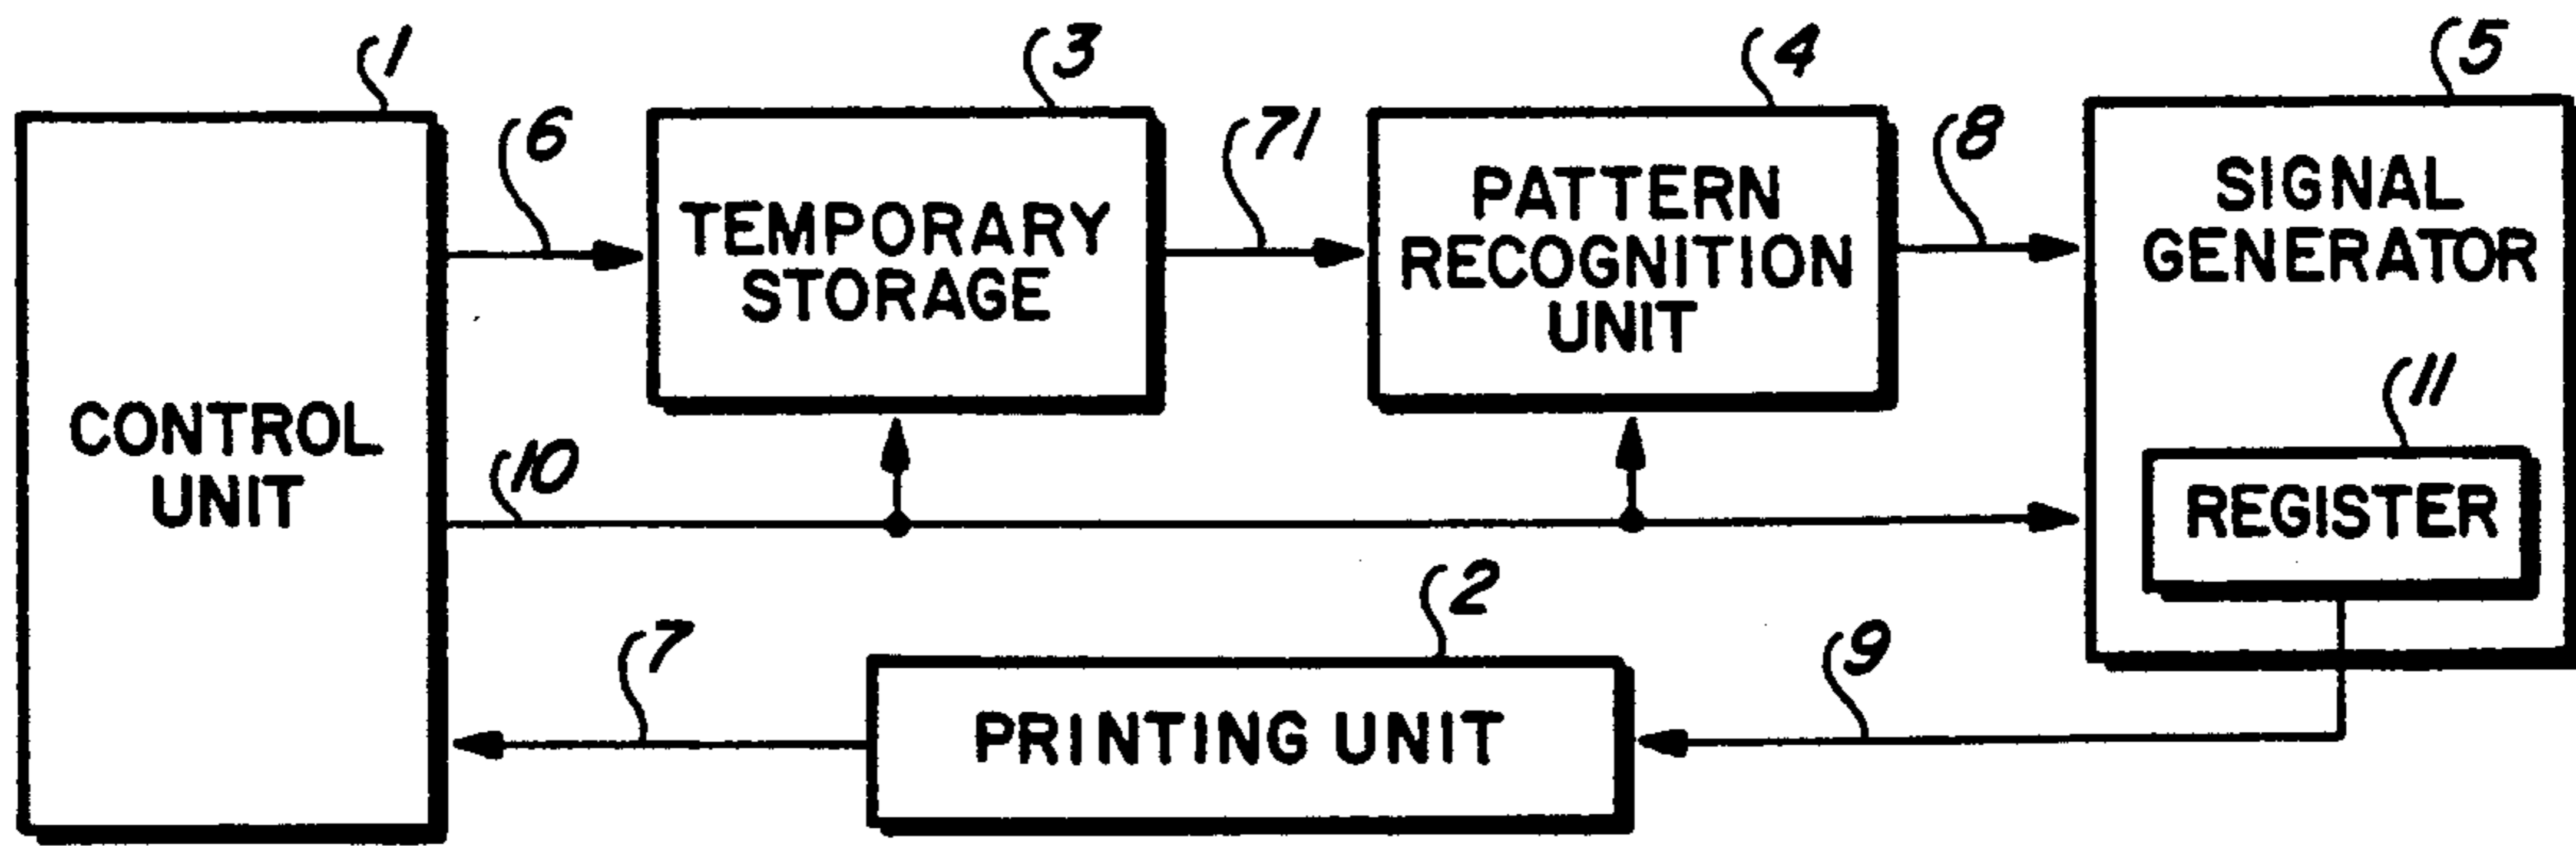 1
3
4
5
6
71
8
TEMPORARY
STORAGE
PATTERN
RECOGNITION
UNIT
SIGNAL
GENERATOR
CONTROL
UNIT
10
11
REGISTER
2
7
9
PRINTING UNIT